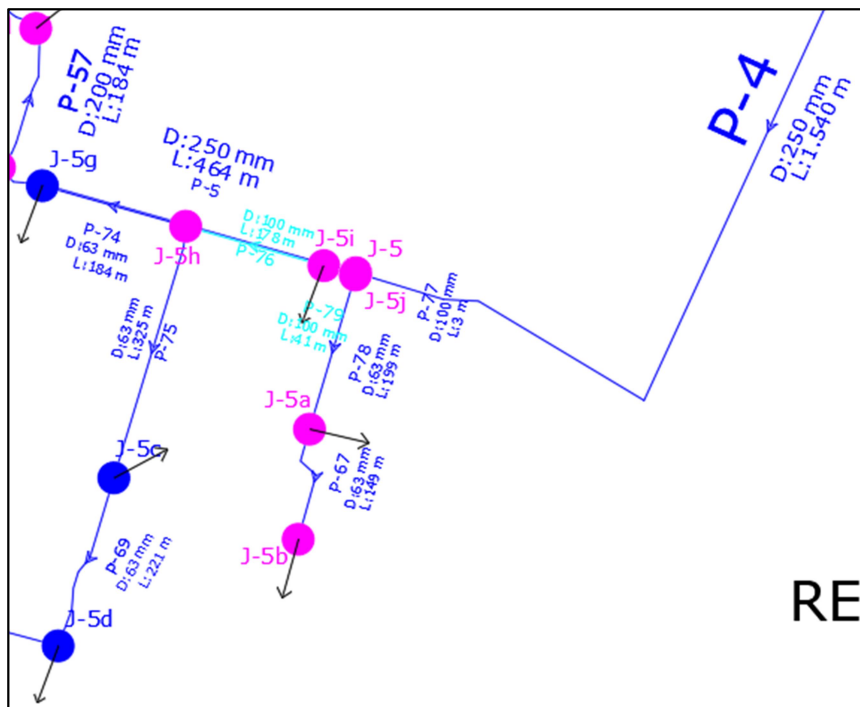 P-57
D:200 mm
L:184 m
D:250 mm
L:464 m
P-5
P-4
D:250 mm
L:1.540 m
J-5g
P-74
D:63 mm
L:184 m
J-5h
D:100 mm
L:178 m
P-76
J-5i
J-5
J-5j
P-77
D:100 mm
L:3 m
P-79
D:100 mm
L:41 m
P-75
D:63 mm
L:325 m
P-78
D:63 mm
L:199 m
J-5a
J-5c
P-67
D:63 mm
L:149 m
J-5b
P-69
D:63 mm
L:221 m
J-5d
RE